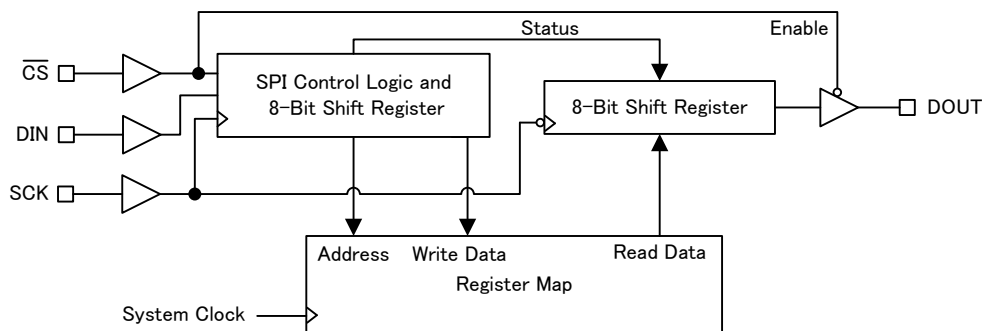 Status
Enable
CS
SPI Control Logic and
8-Bit Shift Register
8-Bit Shift Register
DOUT
DIN
SCK
Address
Write Data
Read Data
Register Map
System Clock